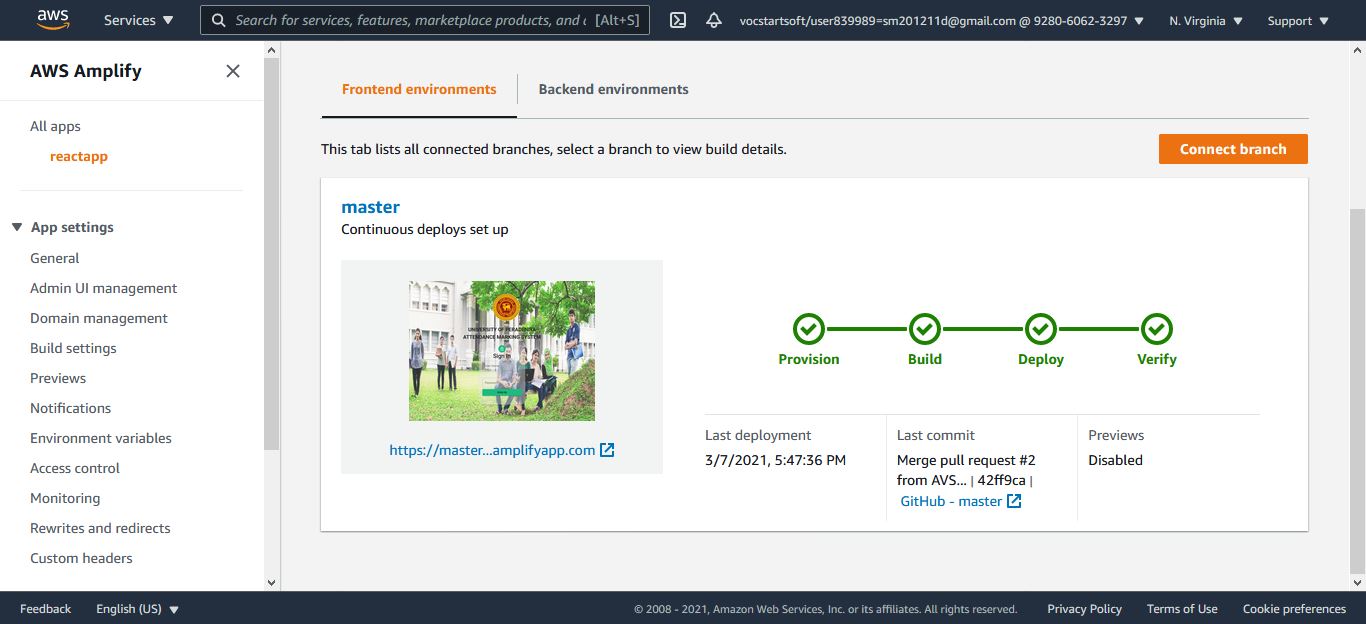 aws
Services
Search for services, features, marketplace products, and
[Alt+S]
vocstartsoft/user839989=sm201211d@gmail.com @ 9280-6062-3297
N. Virginia
Support
AWS Amplify
All apps
reactapp
App settings
General
Admin UI management
Domain management
Build settings
Previews
Notifications
Environment variables
Access control
Monitoring
Rewrites and redirects
Custom headers
Frontend environments
Backend environments
This tab lists all connected branches, select a branch to view build details.
Connect branch
master
Continuous deploys set up
UNIVERSITY OF PERADENIYA
ATTENDANCE MARKING SYSTEM
Sign In
https://master...amplifyapp.com
Provision
Build
Deploy
Verify
Last deployment
3/7/2021, 5:47:36 PM
Last commit
Merge pull request #2
from AVS... | 42ff9ca |
GitHub - master
Previews
Disabled
Feedback
English (US)
© 2008 - 2021, Amazon Web Services, Inc. or its affiliates. All rights reserved.
Privacy Policy
Terms of Use
Cookie preferences